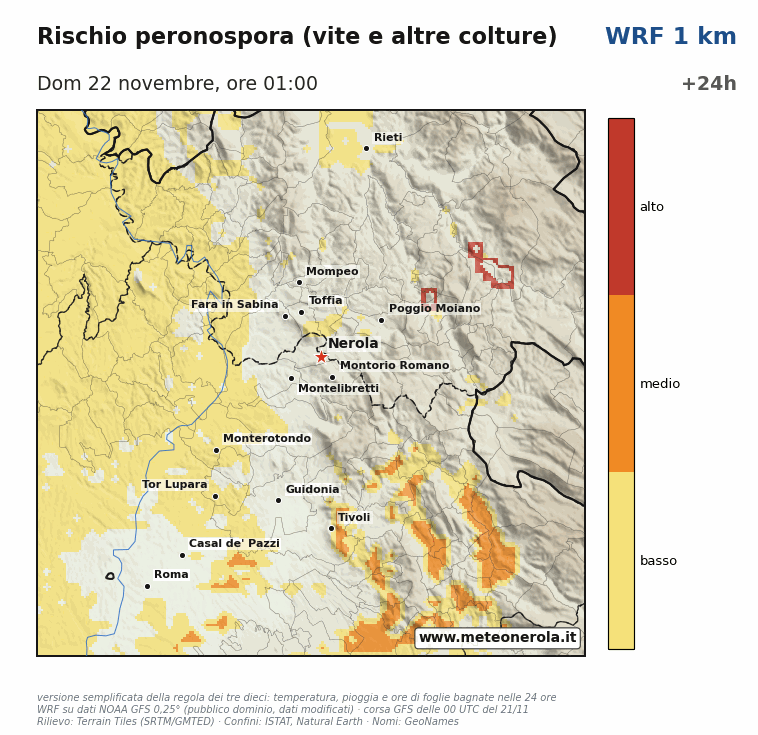 Rischio peronospora (vite e altre colture)
WRF 1 km
Dom 22 novembre, ore 01:00
+24h
Rieti
alto
Mompeo
Fara in Sabina
Toffia
Poggio Moiano
Nerola
Montorio Romano
Montelibretti
medio
Monterotondo
Tor Lupara
Guidonia
Tivoli
Casal de' Pazzi
basso
Roma
www.meteonerola.it
versione semplificata della regola dei tre dieci: temperatura, pioggia e ore di foglie bagnate nelle 24 ore
WRF su dati NOAA GFS 0,25° (pubblico dominio, dati modificati) · corsa GFS delle 00 UTC del 21/11
Rilievo: Terrain Tiles (SRTM/GMTED) · Confini: ISTAT, Natural Earth · Nomi: GeoNames